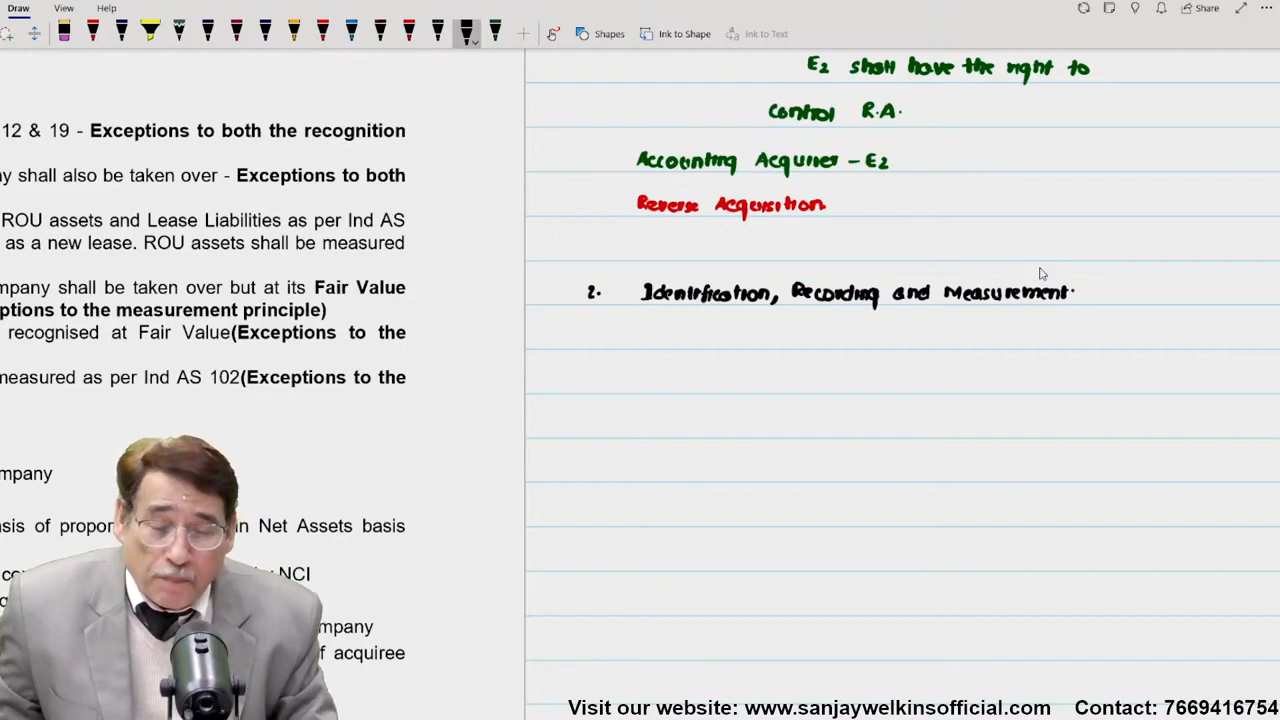 Draw View Help
Share
Shapes Ink to Shape Ink to Text
12 & 19 - Exceptions to both the recognition
ny shall also be taken over - Exceptions to both
ROU assets and Lease Liabilities as per Ind AS
as a new lease. ROU assets shall be measured
mpany shall be taken over but at its Fair Value
ptions to the measurement principle)
recognised at Fair Value(Exceptions to the
measured as per Ind AS 102(Exceptions to the
mpany
sis of propor in Net Assets basis
co NCI
mpany
f acquiree
E2 shall have the right to
Control R.A.
Accounting Acquirer - E2
Reverse Acquisition
2. Identification, Recording and Measurement.
Visit our website: www.sanjaywelkinsofficial.com Contact: 7669416754